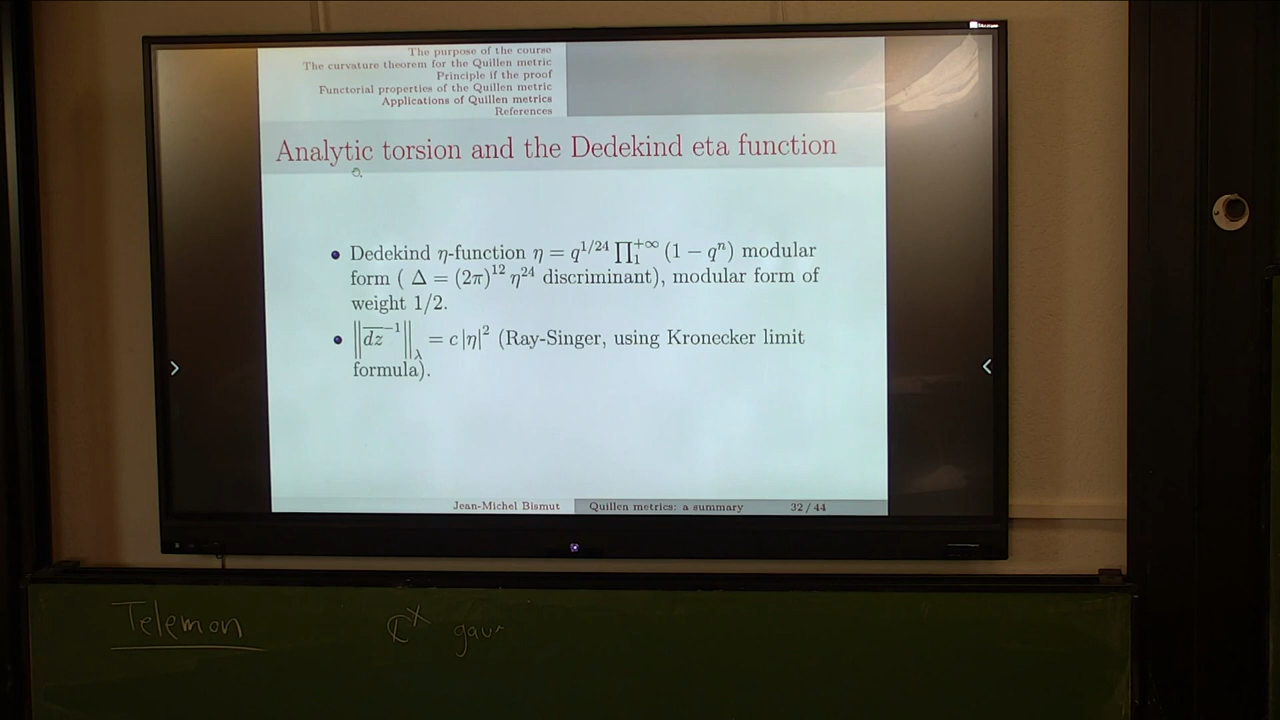 The purpose of the course
The curvature theorem for the Quillen metric
Principle if the proof
Functorial properties of the Quillen metric
Applications of Quillen metrics
References
Analytic torsion and the Dedekind eta function
• Dedekind η-function η = q^{1/24} ∏_1^{+∞} (1 − q^n) modular
form ( Δ = (2π)^{12} η^{24} discriminant), modular form of
weight 1/2.
• ‖\overline{dz}^{−1}‖_λ = c |η|^2 (Ray-Singer, using Kronecker limit
formula).
Jean-Michel Bismut Quillen metrics: a summary 32 / 44
Telemon ℂ^×